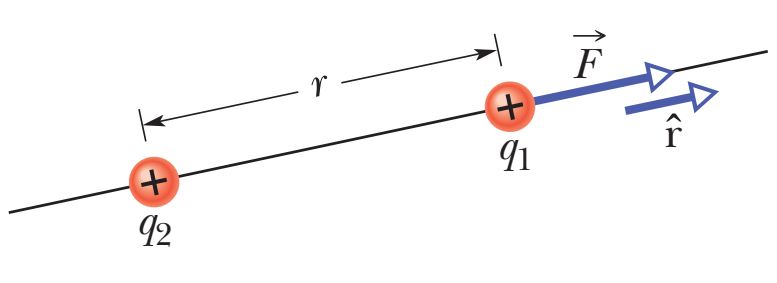 r
F⃗
r̂
+
q₁
+
q₂